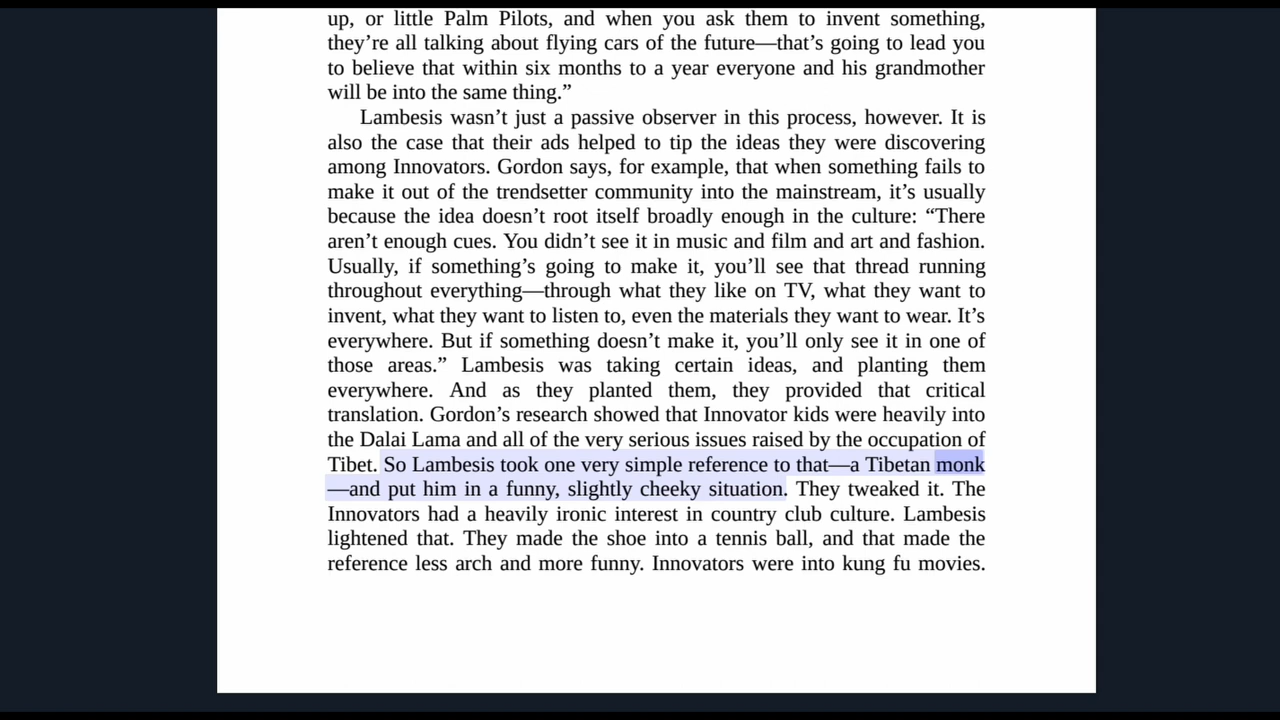 up, or little Palm Pilots, and when you ask them to invent something,
they’re all talking about flying cars of the future—that’s going to lead you
to believe that within six months to a year everyone and his grandmother
will be into the same thing.”
Lambesis wasn’t just a passive observer in this process, however. It is
also the case that their ads helped to tip the ideas they were discovering
among Innovators. Gordon says, for example, that when something fails to
make it out of the trendsetter community into the mainstream, it’s usually
because the idea doesn’t root itself broadly enough in the culture: “There
aren’t enough cues. You didn’t see it in music and film and art and fashion.
Usually, if something’s going to make it, you’ll see that thread running
throughout everything—through what they like on TV, what they want to
invent, what they want to listen to, even the materials they want to wear. It’s
everywhere. But if something doesn’t make it, you’ll only see it in one of
those areas.” Lambesis was taking certain ideas, and planting them
everywhere. And as they planted them, they provided that critical
translation. Gordon’s research showed that Innovator kids were heavily into
the Dalai Lama and all of the very serious issues raised by the occupation of
Tibet. So Lambesis took one very simple reference to that—a Tibetan monk
—and put him in a funny, slightly cheeky situation. They tweaked it. The
Innovators had a heavily ironic interest in country club culture. Lambesis
lightened that. They made the shoe into a tennis ball, and that made the
reference less arch and more funny. Innovators were into kung fu movies.